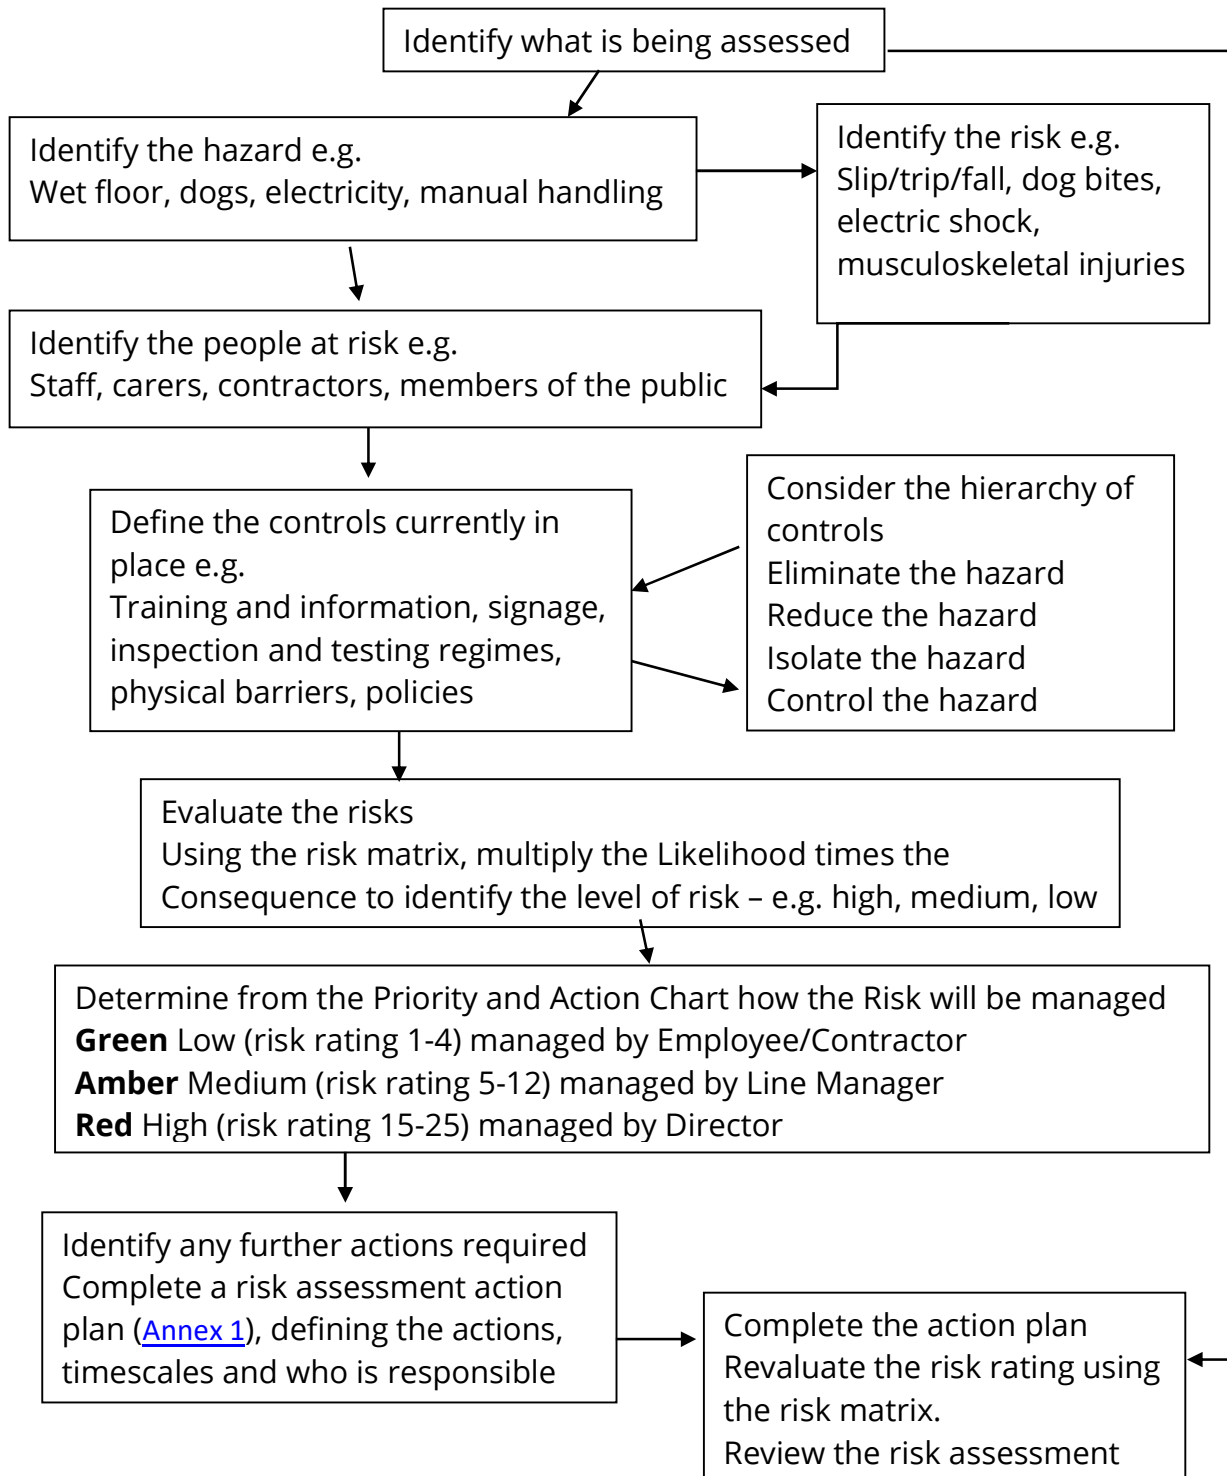 Identify what is being assessed
Identify the hazard e.g.
Wet floor, dogs, electricity, manual handling
Identify the risk e.g.
Slip/trip/fall, dog bites,
electric shock,
musculoskeletal injuries
Identify the people at risk e.g.
Staff, carers, contractors, members of the public
Define the controls currently in
place e.g.
Training and information, signage,
inspection and testing regimes,
physical barriers, policies
Consider the hierarchy of
controls
Eliminate the hazard
Reduce the hazard
Isolate the hazard
Control the hazard
Evaluate the risks
Using the risk matrix, multiply the Likelihood times the
Consequence to identify the level of risk – e.g. high, medium, low
Determine from the Priority and Action Chart how the Risk will be managed
Green Low (risk rating 1-4) managed by Employee/Contractor
Amber Medium (risk rating 5-12) managed by Line Manager
Red High (risk rating 15-25) managed by Director
Identify any further actions required
Complete a risk assessment action
plan (Annex 1), defining the actions,
timescales and who is responsible
Complete the action plan
Revaluate the risk rating using
the risk matrix.
Review the risk assessment